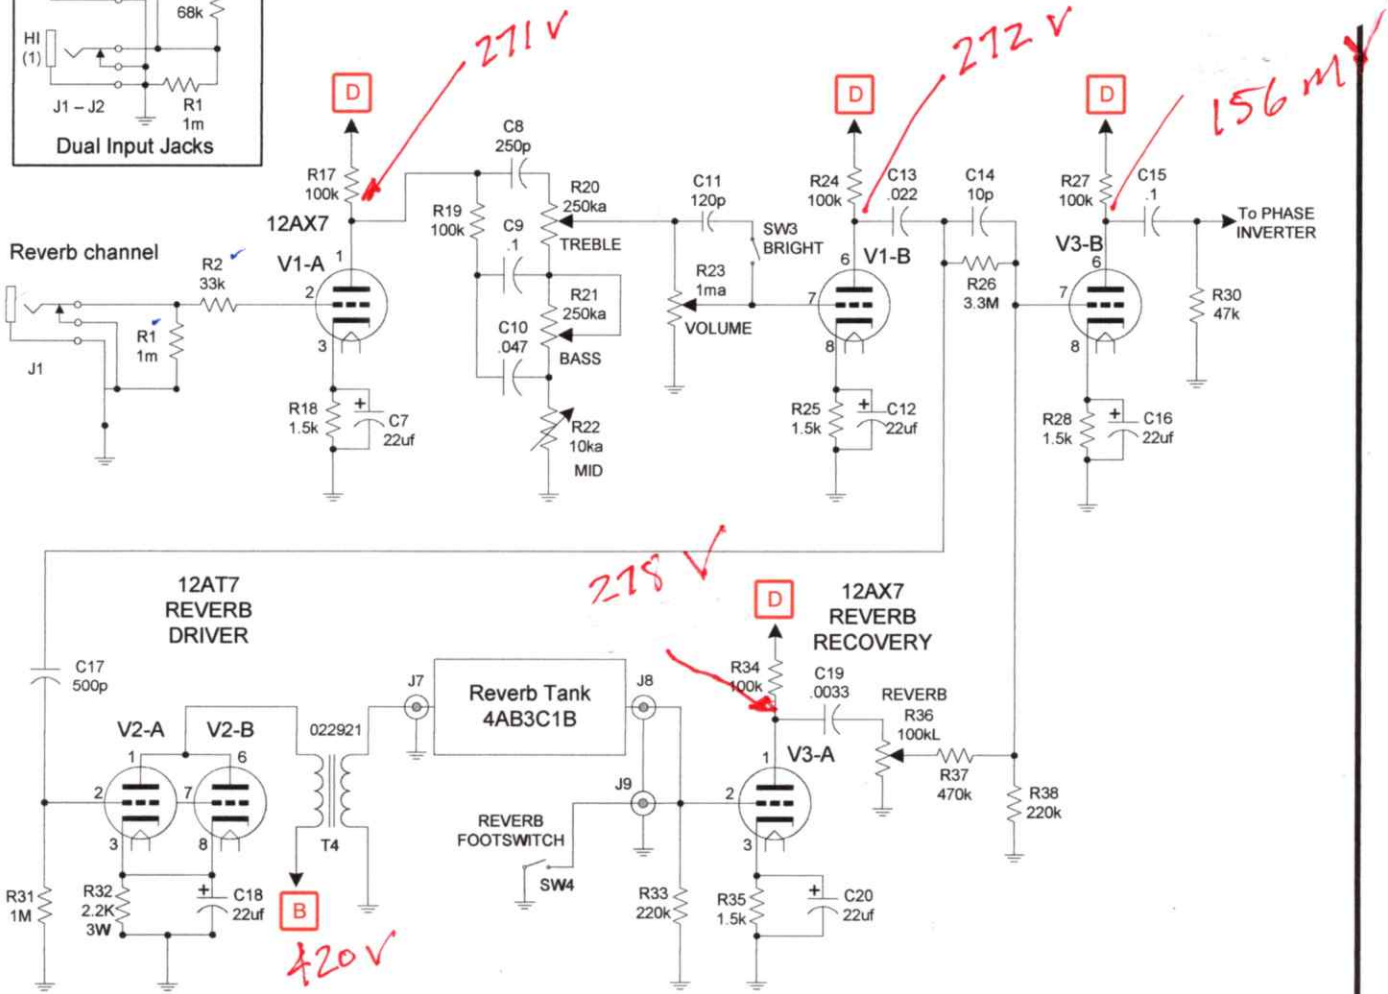 68k
HI
(1)
J1 – J2
R1
1m
Dual Input Jacks
271 V
272 V
156 mV
D
D
D
R17
100k
C8
250p
R20
250ka
TREBLE
R19
100k
C9
.1
R21
250ka
BASS
C10
.047
R22
10ka
MID
C11
120p
SW3
BRIGHT
R23
1ma
VOLUME
R24
100k
C13
.022
C14
10p
R26
3.3M
R27
100k
C15
.1
To PHASE
INVERTER
R30
47k
12AX7
V1-A
1
2
3
Reverb channel
R2
33k
R1
1m
J1
R18
1.5k
+
C7
22uf
V1-B
6
7
8
R25
1.5k
+
C12
22uf
V3-B
6
7
8
R28
1.5k
+
C16
22uf
12AT7
REVERB
DRIVER
C17
500p
V2-A
V2-B
1
6
2
7
3
8
R31
1M
R32
2.2K
3W
+
C18
22uf
022921
T4
B
420 V
J7
Reverb Tank
4AB3C1B
J8
J9
REVERB
FOOTSWITCH
SW4
R33
220k
278 V
D
12AX7
REVERB
RECOVERY
R34
100k
C19
.0033
REVERB
R36
100kL
V3-A
1
2
3
R35
1.5k
+
C20
22uf
R37
470k
R38
220k